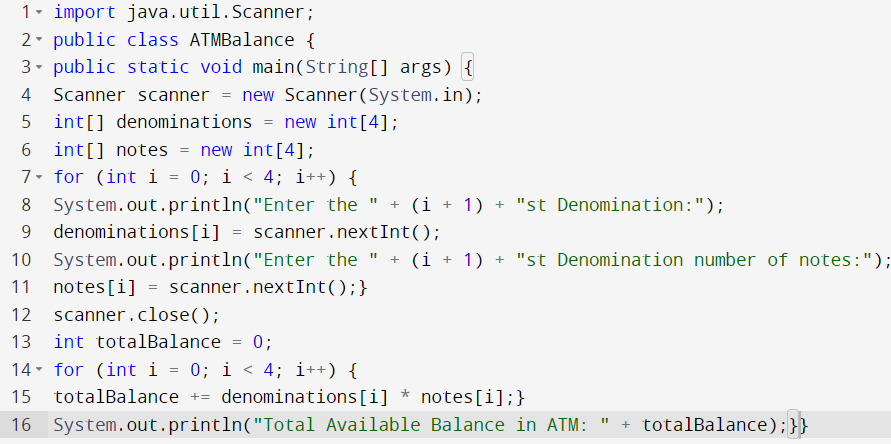 1 import java.util.Scanner;
2 public class ATMBalance {
3 public static void main(String[] args) {
4 Scanner scanner = new Scanner(System.in);
5 int[] denominations = new int[4];
6 int[] notes = new int[4];
7 for (int i = 0; i < 4; i++) {
8 System.out.println("Enter the " + (i + 1) + "st Denomination:");
9 denominations[i] = scanner.nextInt();
10 System.out.println("Enter the " + (i + 1) + "st Denomination number of notes:");
11 notes[i] = scanner.nextInt();}
12 scanner.close();
13 int totalBalance = 0;
14 for (int i = 0; i < 4; i++) {
15 totalBalance += denominations[i] * notes[i];}
16 System.out.println("Total Available Balance in ATM: " + totalBalance);}}